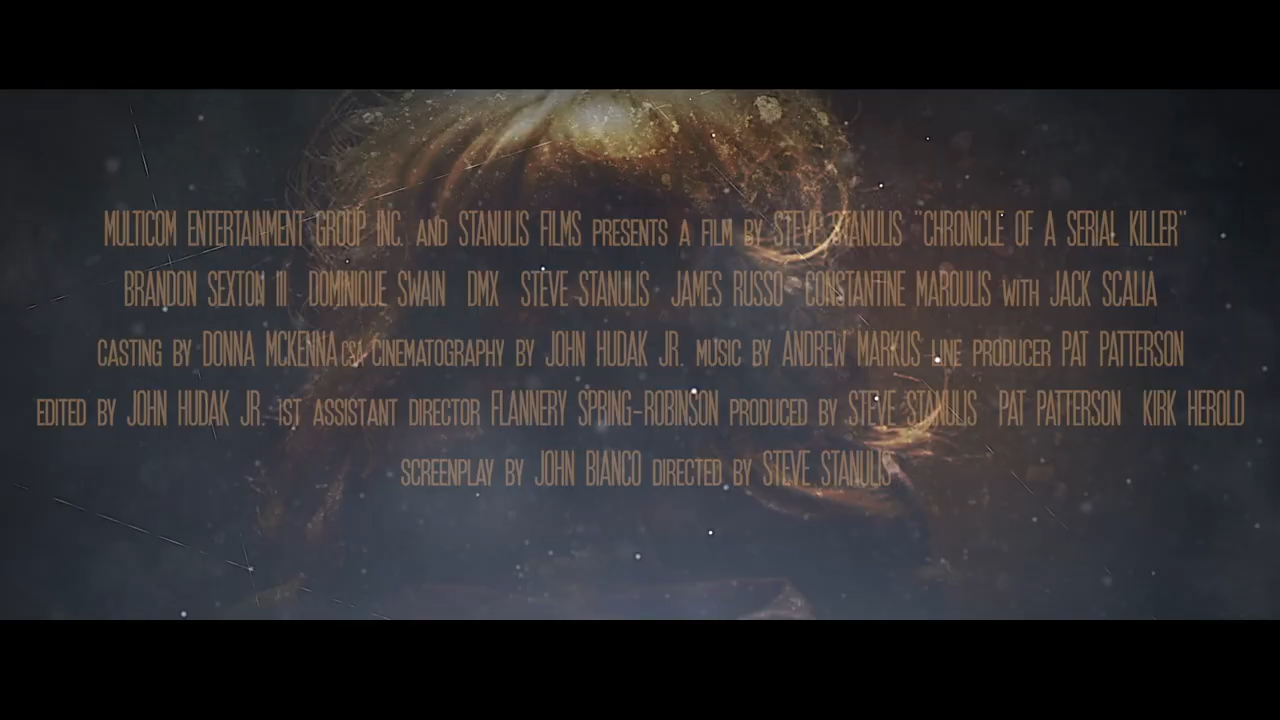 MULTICOM ENTERTAINMENT GROUP INC. AND STANULIS FILMS PRESENTS A FILM BY STEVE STANULIS "CHRONICLE OF A SERIAL KILLER"
BRANDON SEXTON III DOMINIQUE SWAIN DMX STEVE STANULIS JAMES RUSSO CONSTANTINE MAROULIS WITH JACK SCALIA
CASTING BY DONNA MCKENNA CSA CINEMATOGRAPHY BY JOHN HUDAK JR. MUSIC BY ANDREW MARKUS LINE PRODUCER PAT PATTERSON
EDITED BY JOHN HUDAK JR. 1ST ASSISTANT DIRECTOR FLANNERY SPRING-ROBINSON PRODUCED BY STEVE STANULIS PAT PATTERSON KIRK HEROLD
SCREENPLAY BY JOHN BIANCO DIRECTED BY STEVE STANULIS